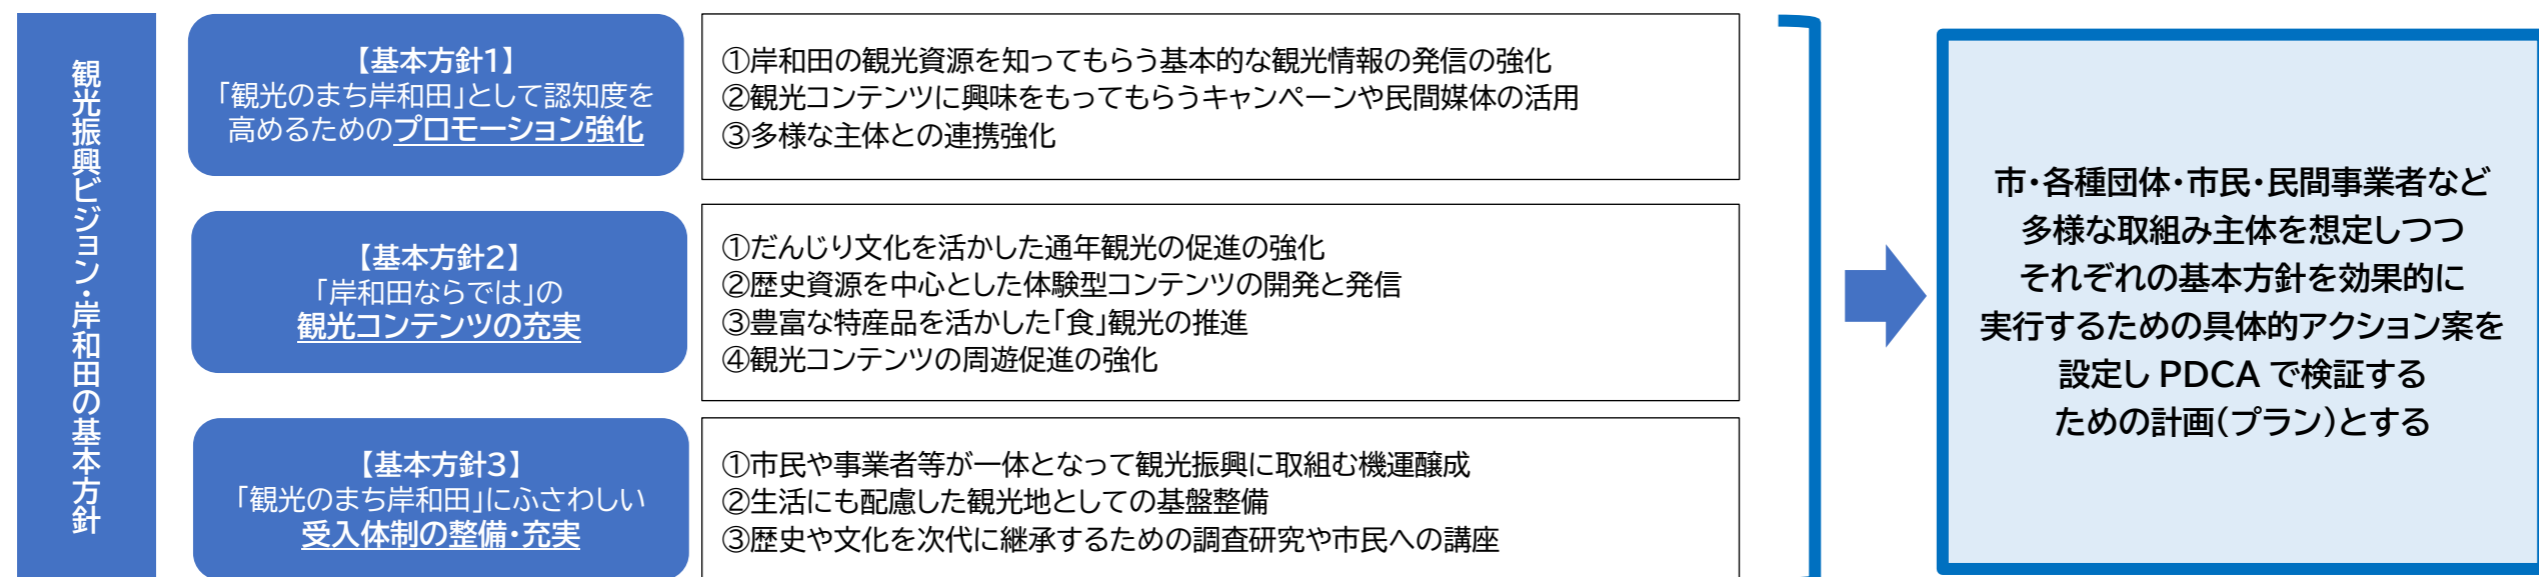 観光振興ビジョン・岸和田の基本方針
【基本方針1】
「観光のまち岸和田」として認知度を
高めるためのプロモーション強化
①岸和田の観光資源を知ってもらう基本的な観光情報の発信の強化
②観光コンテンツに興味をもってもらうキャンペーンや民間媒体の活用
③多様な主体との連携強化
【基本方針2】
「岸和田ならでは」の
観光コンテンツの充実
①だんじり文化を活かした通年観光の促進の強化
②歴史資源を中心とした体験型コンテンツの開発と発信
③豊富な特産品を活かした「食」観光の推進
④観光コンテンツの周遊促進の強化
【基本方針3】
「観光のまち岸和田」にふさわしい
受入体制の整備・充実
①市民や事業者等が一体となって観光振興に取組む機運醸成
②生活にも配慮した観光地としての基盤整備
③歴史や文化を次代に継承するための調査研究や市民への講座
市・各種団体・市民・民間事業者など
多様な取組み主体を想定しつつ
それぞれの基本方針を効果的に
実行するための具体的アクション案を
設定し PDCA で検証する
ための計画(プラン)とする